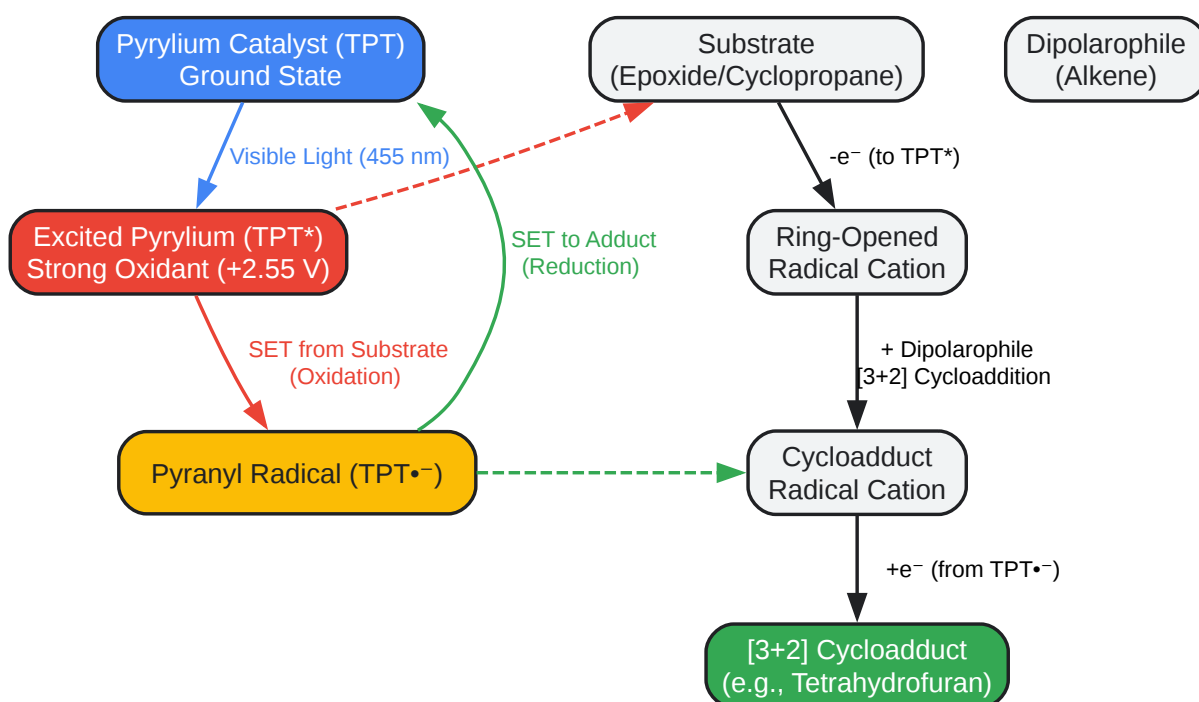 Pyrylium Catalyst (TPT)
Ground State
Substrate
(Epoxide/Cyclopropane)
Dipolarophile
(Alkene)
Visible Light (455 nm)
-e⁻ (to TPT*)
Excited Pyrylium (TPT*)
Strong Oxidant (+2.55 V)
SET to Adduct
(Reduction)
Ring-Opened
Radical Cation
SET from Substrate
(Oxidation)
+ Dipolarophile
[3+2] Cycloaddition
Pyranyl Radical (TPT•⁻)
Cycloadduct
Radical Cation
+e⁻ (from TPT•⁻)
[3+2] Cycloadduct
(e.g., Tetrahydrofuran)